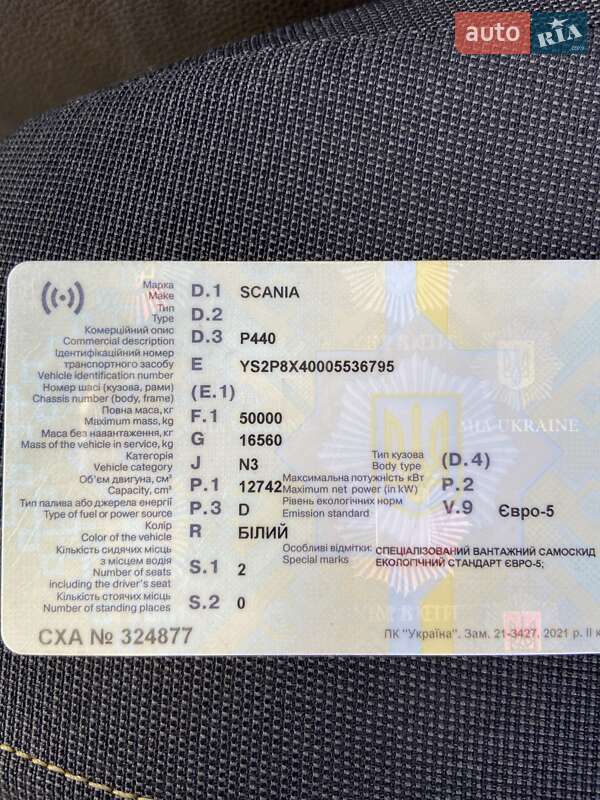 auto RIA.com
Марка D.1 SCANIA
Make
Тип D.2
Type
Комерційний опис D.3 P440
Commercial description
Ідентифікаційний номер
транспортного засобу E YS2P8X40005536795
Vehicle identification number
Номер шасі (кузова, рами) (E.1)
Chassis number (body, frame)
Повна маса, кг F.1 50000
Maximum mass, kg
Маса без навантаження, кг G 16560
Mass of the vehicle in service, kg
Категорія J N3 Тип кузова (D.4)
Vehicle category Body type
Об'єм двигуна, см³ P.1 12742 Максимальна потужність кВт P.2
Capacity, cm³ Maximum net power (in kW)
Тип палива або джерела енергії P.3 D Рівень екологічних норм V.9 Євро-5
Type of fuel or power source Emission standard
Колір R БІЛИЙ
Color of the vehicle
Кількість сидячих місць Особливі відмітки: СПЕЦІАЛІЗОВАНИЙ ВАНТАЖНИЙ САМОСКИД
з місцем водія S.1 2 Special marks ЕКОЛОГІЧНИЙ СТАНДАРТ ЄВРО-5;
Number of seats
including the driver's seat
Кількість стоячих місць S.2 0
Number of standing places
СХА № 324877 ПК "Україна". Зам. 21-3427. 2021 р. ІІ к
MIA UKRAINE